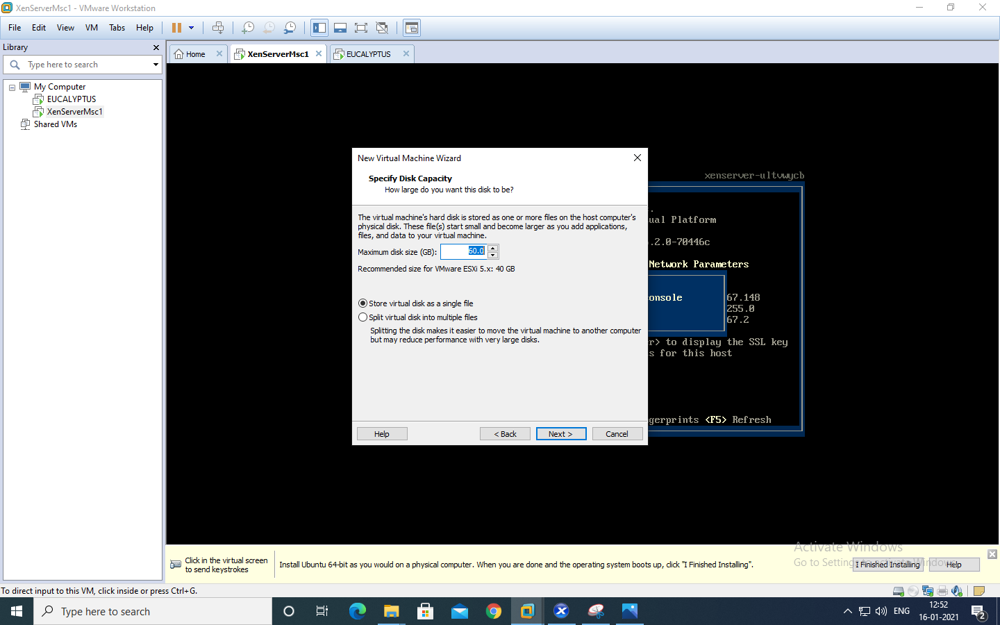 XenServerMsc1 - VMware Workstation
File Edit View VM Tabs Help
Library
Type here to search
My Computer
EUCALYPTUS
XenServerMsc1
Shared VMs
Home XenServerMsc1 EUCALYPTUS
xenserver-ultvwycb
ual Platform
.2.0-70446c
Network Parameters
onsole
67.148
255.0
67.2
r> to display the SSL key
s for this host
gerprints <F5> Refresh
New Virtual Machine Wizard
Specify Disk Capacity
How large do you want this disk to be?
The virtual machine's hard disk is stored as one or more files on the host computer's
physical disk. These file(s) start small and become larger as you add applications,
files, and data to your virtual machine.
Maximum disk size (GB): 60.0
Recommended size for VMware ESXi 5.x: 40 GB
Store virtual disk as a single file
Split virtual disk into multiple files
Splitting the disk makes it easier to move the virtual machine to another computer
but may reduce performance with very large disks.
Help < Back Next > Cancel
Activate Windows
Go to Settings to activate Windows.
Click in the virtual screen
to send keystrokes
Install Ubuntu 64-bit as you would on a physical computer. When you are done and the operating system boots up, click "I Finished Installing".
I Finished Installing Help
To direct input to this VM, click inside or press Ctrl+G.
Type here to search
ENG
12:52
16-01-2021
2